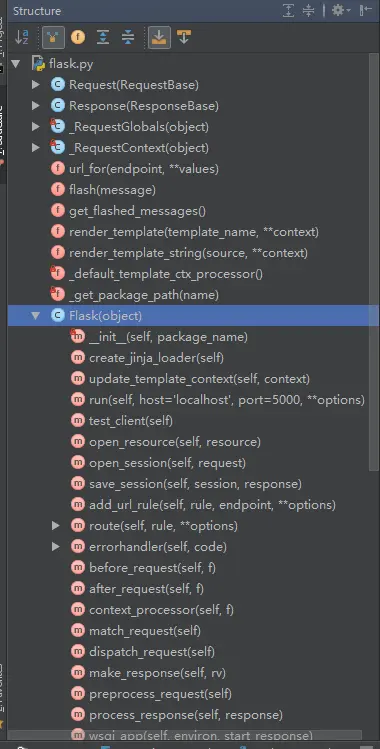 Structure
flask.py
Request(RequestBase)
Response(ResponseBase)
_RequestGlobals(object)
_RequestContext(object)
url_for(endpoint, **values)
flash(message)
get_flashed_messages()
render_template(template_name, **context)
render_template_string(source, **context)
_default_template_ctx_processor()
_get_package_path(name)
Flask(object)
__init__(self, package_name)
create_jinja_loader(self)
update_template_context(self, context)
run(self, host='localhost', port=5000, **options)
test_client(self)
open_resource(self, resource)
open_session(self, request)
save_session(self, session, response)
add_url_rule(self, rule, endpoint, **options)
route(self, rule, **options)
errorhandler(self, code)
before_request(self, f)
after_request(self, f)
context_processor(self, f)
match_request(self)
dispatch_request(self)
make_response(self, rv)
preprocess_request(self)
process_response(self, response)
wsgi_app(self, environ, start_response)